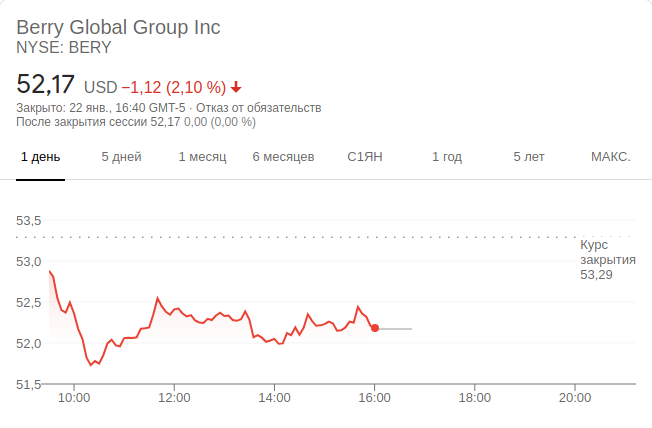 Berry Global Group Inc
NYSE: BERY
52,17 USD −1,12 (2,10 %)
Закрыто: 22 янв., 16:40 GMT-5 · Отказ от обязательств
После закрытия сессии 52,17 0,00 (0,00 %)
1 день 5 дней 1 месяц 6 месяцев С1ЯН 1 год 5 лет МАКС.
53,5
Курс
закрытия
53,29
53,0
52,5
52,0
51,5
10:00 12:00 14:00 16:00 18:00 20:00